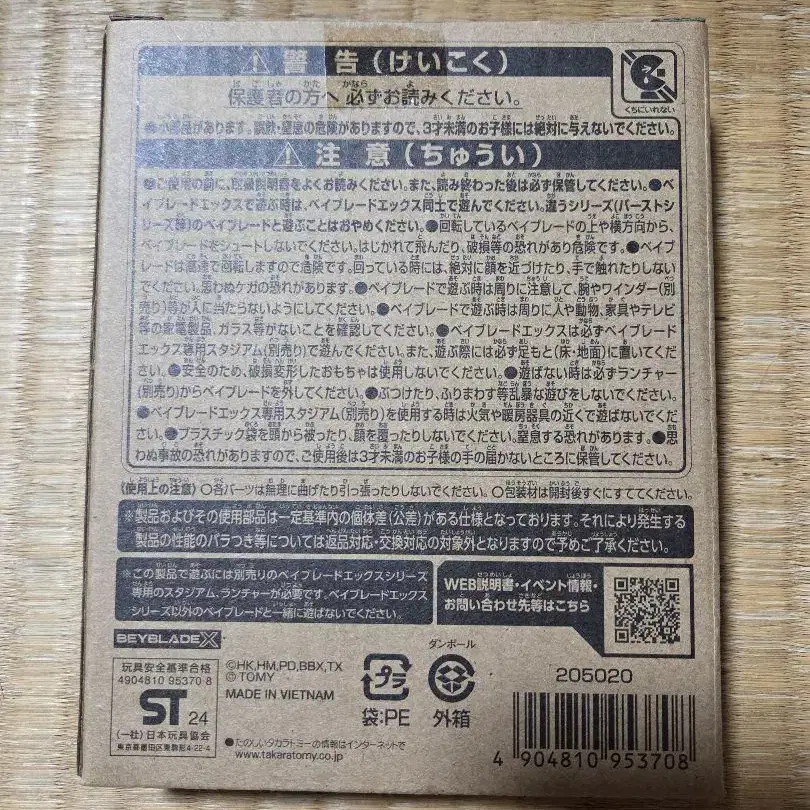 警告(けいこく)
保護者の方へ 必ずお読みください。
くちにいれない
●小部品があります。誤飲・窒息の危険がありますので、3才未満のお子様には絶対に与えないでください。
注意(ちゅうい)
●ご使用の前に、取扱説明書をよくお読みください。また、読み終わった後は必ず保管してください。●ベ
イブレードエックスで遊ぶ時は、ベイブレードエックス同士で遊んでください。違うシリーズ(バーストシ
リーズ等)のベイブレードと遊ぶことはおやめください。●回転しているベイブレードの上や横方向から、
ベイブレードをシュートしないでください。はじかれて飛んだり、破損等の恐れがあり危険です。●ベイブ
レードは高速で回転しますので危険です。回っている時には、絶対に顔を近づけたり、手で触れたりしない
でください。思わぬケガの恐れがあります。●ベイブレードで遊ぶ時は周りに注意して、腕やワインダー(別
売り)等が人に当たらないようにしてください。●ベイブレードで遊ぶ時は周りに人や動物、家具やテレビ
等の家電製品、ガラス等がないことを確認してください。●ベイブレードエックスは必ずベイブレード
エックス専用スタジアム(別売り)で遊んでください。また、遊ぶ際には必ず足もと(床・地面)に置いてくだ
さい。●安全のため、破損変形したおもちゃは使用しないでください。●遊ばない時は必ずランチャー
(別売り)からベイブレードを外してください。●ぶつけたり、ふりまわす等乱暴な遊びをしないでください。
●ベイブレードエックス専用スタジアム(別売り)を使用する時は火気や暖房器具の近くで遊ばないでくだ
さい。●プラスチック袋を頭から被ったり、顔を覆ったりしないでください。窒息する恐れがあります。●思
わぬ事故の恐れがありますので、ご使用後は3才未満のお子様の手の届かないところに保管してください。
〈使用上の注意〉○各パーツは無理に曲げたり引っ張ったりしないでください。○包装材は開封後すぐにすててください。
※製品およびその使用部品は一定基準内の個体差(公差)がある仕様となっております。それにより発生する
製品の性能のバラつき等については返品対応・交換対応の対象外となりますので予めご了承ください。
※この製品で遊ぶには別売りのベイブレードエックスシリーズ
専用のスタジアム、ランチャーが必要です。ベイブレードエックス
シリーズ以外のベイブレードと一緒に遊ばないでください。
WEB説明書・イベント情報・
お問い合わせ先等はこちら
BEYBLADE X
玩具安全基準合格
4904810 95370 8
ST 24
(一社)日本玩具協会
東京都墨田区東駒形4-22-4
©HK,HM,PD,BBX,TX
© TOMY
MADE IN VIETNAM
プラ
袋:PE
ダンボール
外箱
●たのしいタカラトミーの情報はインターネットで
www.takaratomy.co.jp
205020
4 904810 953708